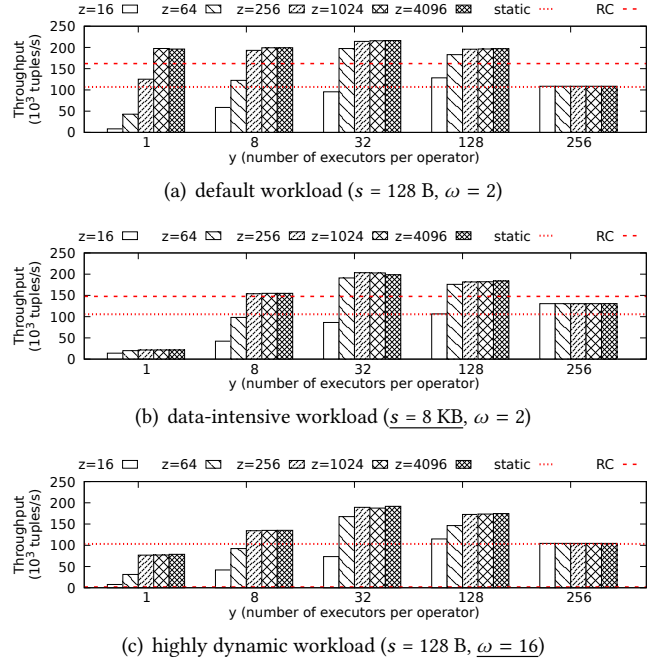 z=16 z=64 z=256 z=1024 z=4096 static RC
Throughput
(10³ tuples/s)
250
200
150
100
50
0
1 8 32 128 256
y (number of executors per operator)
(a) default workload (s = 128 B, ω = 2)
z=16 z=64 z=256 z=1024 z=4096 static RC
Throughput
(10³ tuples/s)
250
200
150
100
50
0
1 8 32 128 256
y (number of executors per operator)
(b) data-intensive workload (s = 8 KB, ω = 2)
z=16 z=64 z=256 z=1024 z=4096 static RC
Throughput
(10³ tuples/s)
250
200
150
100
50
0
1 8 32 128 256
y (number of executors per operator)
(c) highly dynamic workload (s = 128 B, ω = 16)